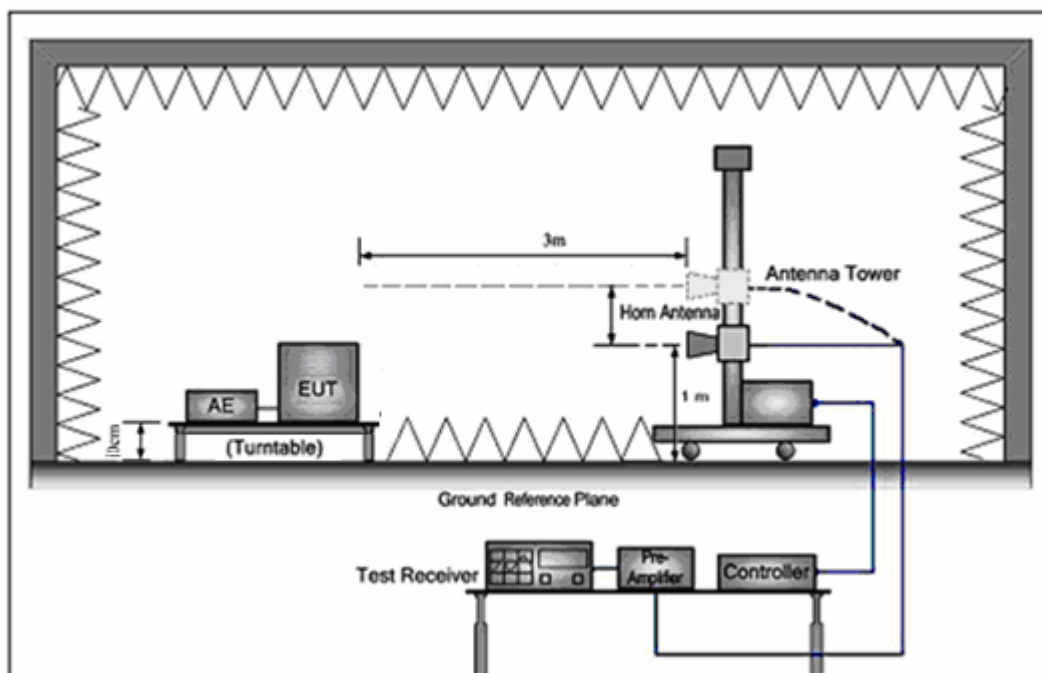 3m
Antenna Tower
Horn Antenna
EUT
AE
1 m
(Turntable)
Ground Reference Plane
Test Receiver
Pre-
Amplifier
Controller